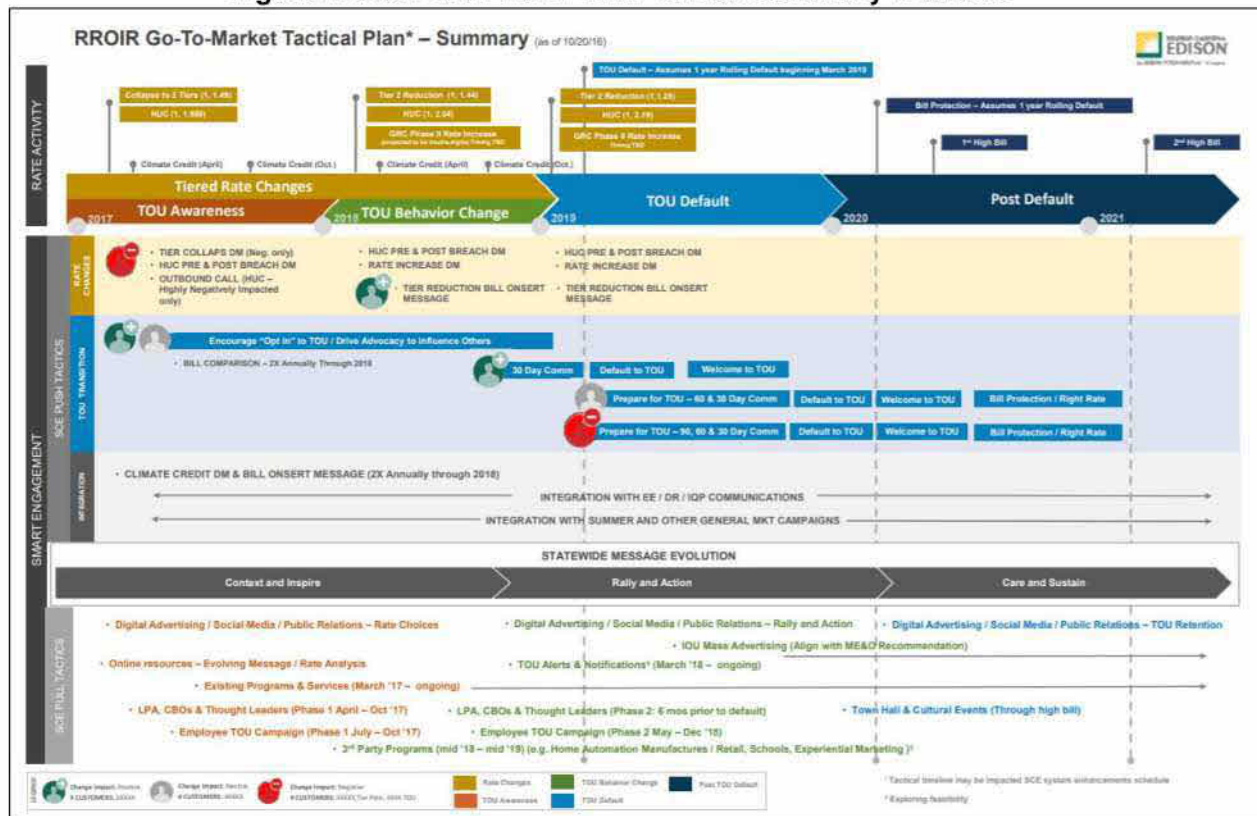 RROIR Go-To-Market Tactical Plan* – Summary (as of 10/20/16)
EDISON
RATE ACTIVITY
TOU Default – Assumes 1 year Rolling Default beginning March 2019
Collapse to 2 Tiers
HUC
Tier 2 Reduction
HUC
GRC Phase II Rate Increase
Tier 2 Reduction
HUC
GRC Phase II Rate Increase
Timing TBD
Bill Protection – Assumes 1 year Rolling Default
1st High Bill
2nd High Bill
Climate Credit (April)
Climate Credit (Oct.)
Climate Credit (April)
Climate Credit (Oct.)
Tiered Rate Changes
TOU Awareness
TOU Behavior Change
TOU Default
Post Default
2017
2018
2019
2020
2021
SMART ENGAGEMENT
SCE PUSH TACTICS
RATE CHANGES
• TIER COLLAPS DM (Neg. only)
• HUC PRE & POST BREACH DM
• OUTBOUND CALL (HUC –
Highly Negatively Impacted
only)
• HUC PRE & POST BREACH DM
• RATE INCREASE DM
• TIER REDUCTION BILL ONSERT
MESSAGE
• HUC PRE & POST BREACH DM
• RATE INCREASE DM
• TIER REDUCTION BILL ONSERT
MESSAGE
TOU TRANSITION
Encourage "Opt in" to TOU / Drive Advocacy to Influence Others
• BILL COMPARISON – 2X Annually Through 2018
30 Day Comm
Default to TOU
Welcome to TOU
Prepare for TOU – 60 & 30 Day Comm
Default to TOU
Welcome to TOU
Bill Protection / Right Rate
Prepare for TOU – 90, 60 & 30 Day Comm
Default to TOU
Welcome to TOU
Bill Protection / Right Rate
INTEGRATION
• CLIMATE CREDIT DM & BILL ONSERT MESSAGE (2X Annually through 2018)
INTEGRATION WITH EE / DR / IQP COMMUNICATIONS
INTEGRATION WITH SUMMER AND OTHER GENERAL MKT CAMPAIGNS
STATEWIDE MESSAGE EVOLUTION
Context and Inspire
Rally and Action
Care and Sustain
SCE PULL TACTICS
• Digital Advertising / Social Media / Public Relations – Rate Choices
• Digital Advertising / Social Media / Public Relations – Rally and Action
• Digital Advertising / Social Media / Public Relations – TOU Retention
• IOU Mass Advertising (Align with ME&O Recommendation)
• Online resources – Evolving Message / Rate Analysis
• TOU Alerts & Notifications (March '18 – ongoing)
• Existing Programs & Services (March '17 – ongoing)
• LPA, CBOs & Thought Leaders (Phase 1 April – Oct '17)
• LPA, CBOs & Thought Leaders (Phase 2: 6 mos prior to default)
• Town Hall & Cultural Events (Through high bill)
• Employee TOU Campaign (Phase 1 July – Oct '17)
• Employee TOU Campaign (Phase 2 May – Dec '18)
• 3rd Party Programs (mid '18 – mid '19) (e.g. Home Automation Manufactures / Retail, Schools, Experiential Marketing )
LEGEND
Change Impact: Positive
# CUSTOMERS:
Change Impact: Neutral
# CUSTOMERS:
Change Impact: Negative
# CUSTOMERS:
Rate Changes
TOU Awareness
TOU Behavior Change
TOU Default
Post TOU Default
Tactical timeline may be impacted SCE system enhancements schedule
Exploring feasibility